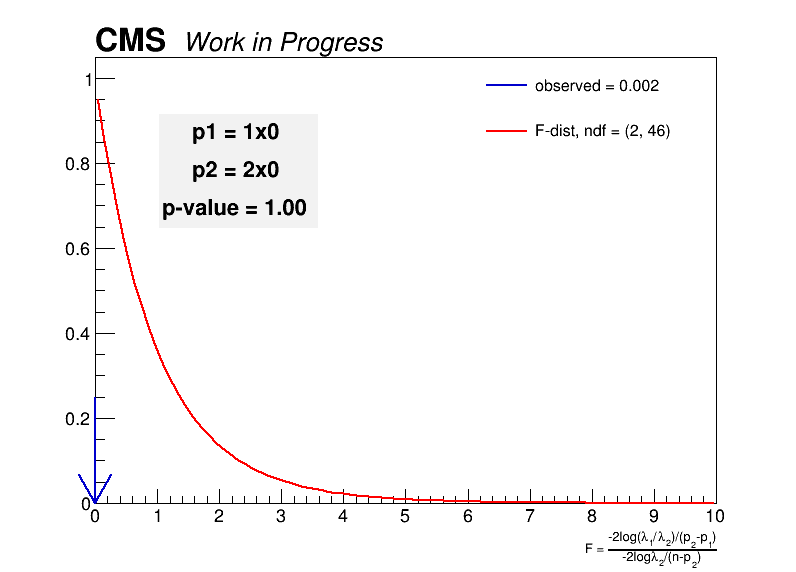 CMS Work in Progress
observed = 0.002
F-dist, ndf = (2, 46)
p1 = 1x0
p2 = 2x0
p-value = 1.00
1
0.8
0.6
0.4
0.2
0
0 1 2 3 4 5 6 7 8 9 10
F = -2log(λ₁/λ₂)/(p₂-p₁)
-2logλ₂/(n-p₂)